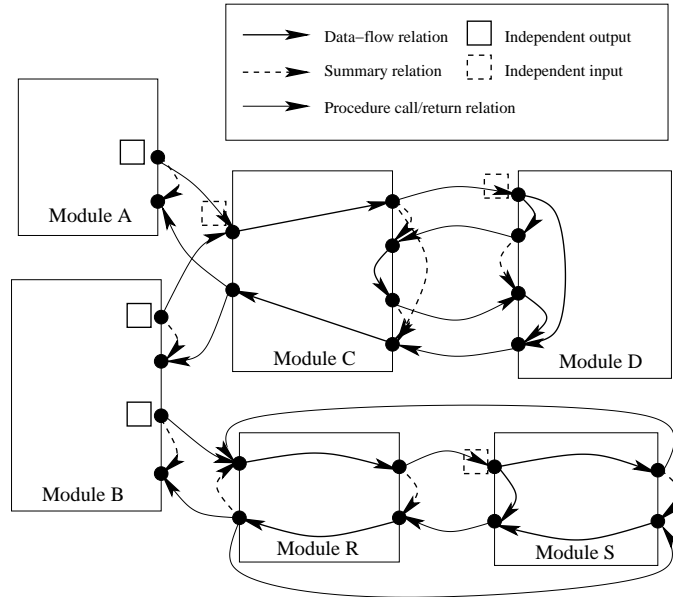 Data–flow relation
Independent output
Summary relation
Independent input
Procedure call/return relation
Module A
Module C
Module D
Module B
Module R
Module S